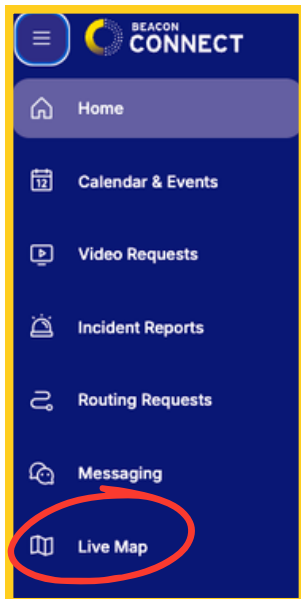 BEACON
CONNECT
Home
12
Calendar & Events
Video Requests
Incident Reports
Routing Requests
Messaging
Live Map